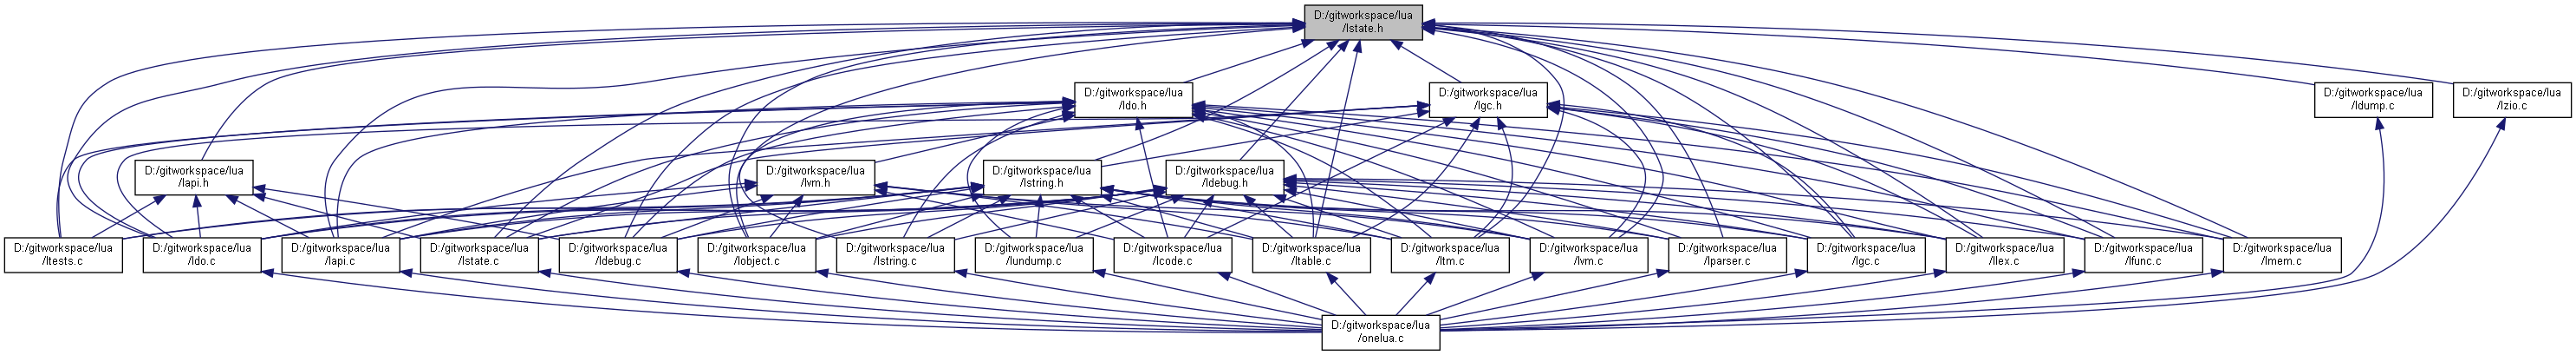 D:/gitworkspace/lua
/lstate.h
D:/gitworkspace/lua
/ldo.h
D:/gitworkspace/lua
/lgc.h
D:/gitworkspace/lua
/ldump.c
D:/gitworkspace/lua
/lzio.c
D:/gitworkspace/lua
/lapi.h
D:/gitworkspace/lua
/lvm.h
D:/gitworkspace/lua
/lstring.h
D:/gitworkspace/lua
/ldebug.h
D:/gitworkspace/lua
/ltests.c
D:/gitworkspace/lua
/ldo.c
D:/gitworkspace/lua
/lapi.c
D:/gitworkspace/lua
/lstate.c
D:/gitworkspace/lua
/ldebug.c
D:/gitworkspace/lua
/lobject.c
D:/gitworkspace/lua
/lstring.c
D:/gitworkspace/lua
/lundump.c
D:/gitworkspace/lua
/lcode.c
D:/gitworkspace/lua
/ltable.c
D:/gitworkspace/lua
/ltm.c
D:/gitworkspace/lua
/lvm.c
D:/gitworkspace/lua
/lparser.c
D:/gitworkspace/lua
/lgc.c
D:/gitworkspace/lua
/llex.c
D:/gitworkspace/lua
/lfunc.c
D:/gitworkspace/lua
/lmem.c
D:/gitworkspace/lua
/onelua.c